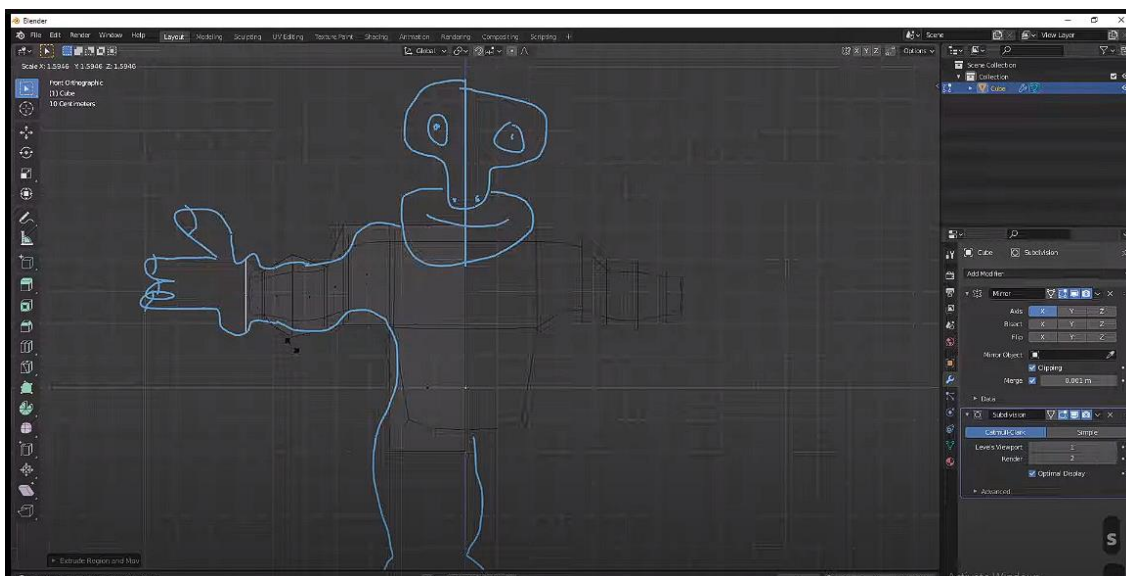 Blender
File Edit Render Window Help Layout Modeling Sculpting UV Editing Texture Paint Shading Animation Rendering Compositing Scripting + Scene View Layer
Global Options
X Y Z
Scale X: 1.5946 Y: 1.5946 Z: 1.5946
Front Orthographic
(1) Cube
10 Centimeters
Scene Collection
Collection
Cube
Cube Subdivision
Add Modifier
Mirror
Axis X Y Z
Bisect X Y Z
Flip X Y Z
Mirror Object
Clipping
Merge 0.001 m
Data
Subdivision
Catmull-Clark Simple
Levels Viewport 1
Render 2
Optimal Display
Advanced
S
Extrude Region and Mov